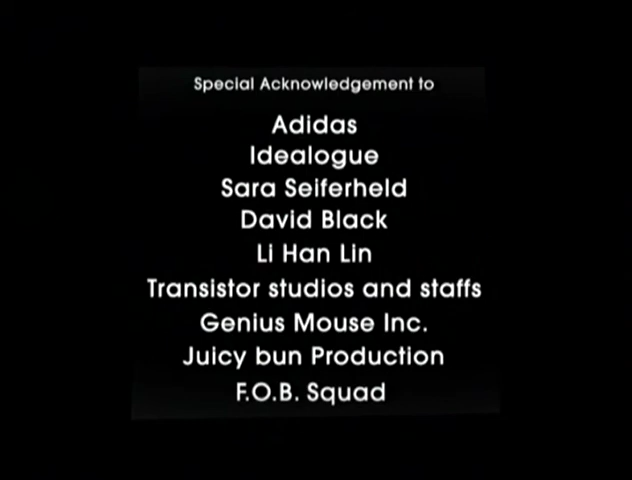 Special Acknowledgement to
Adidas
Idealogue
Sara Seiferheld
David Black
Li Han Lin
Transistor studios and staffs
Genius Mouse Inc.
Juicy bun Production
F.O.B. Squad